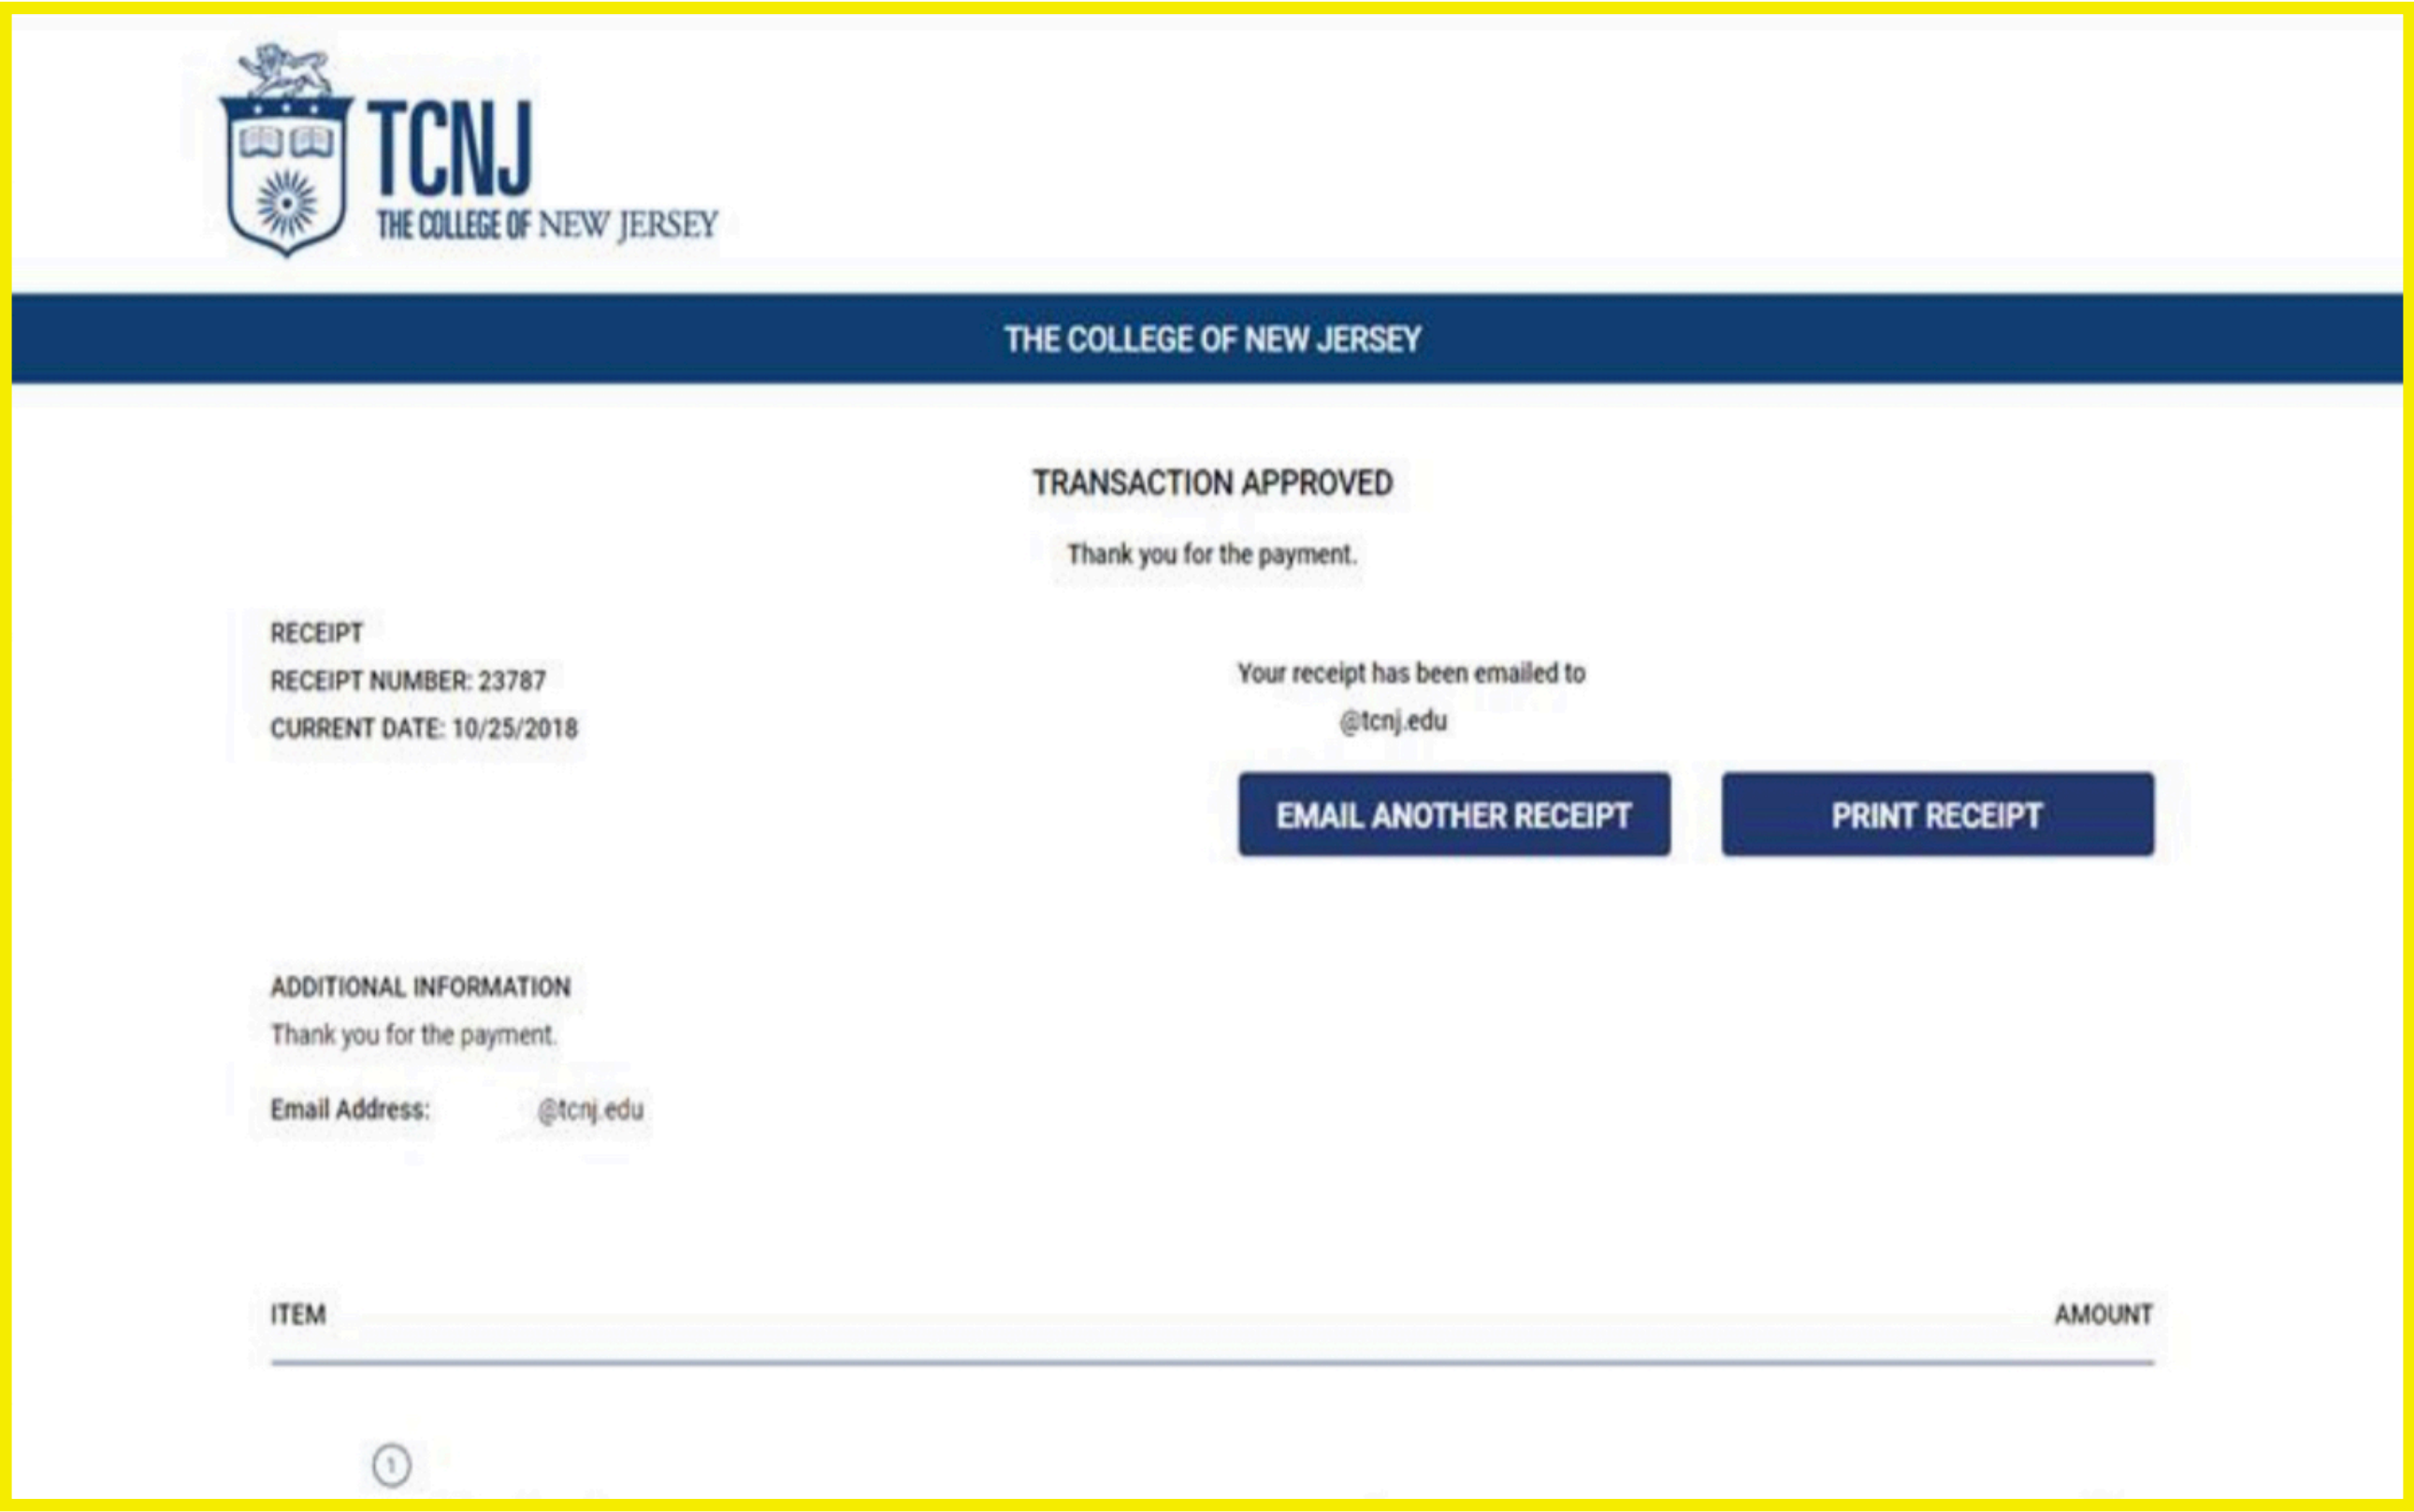 TCNJ
THE COLLEGE OF NEW JERSEY
THE COLLEGE OF NEW JERSEY
TRANSACTION APPROVED
Thank you for the payment.
RECEIPT
RECEIPT NUMBER: 23787
CURRENT DATE: 10/25/2018
Your receipt has been emailed to
@tcnj.edu
EMAIL ANOTHER RECEIPT
PRINT RECEIPT
ADDITIONAL INFORMATION
Thank you for the payment.
Email Address: @tcnj.edu
ITEM AMOUNT
1